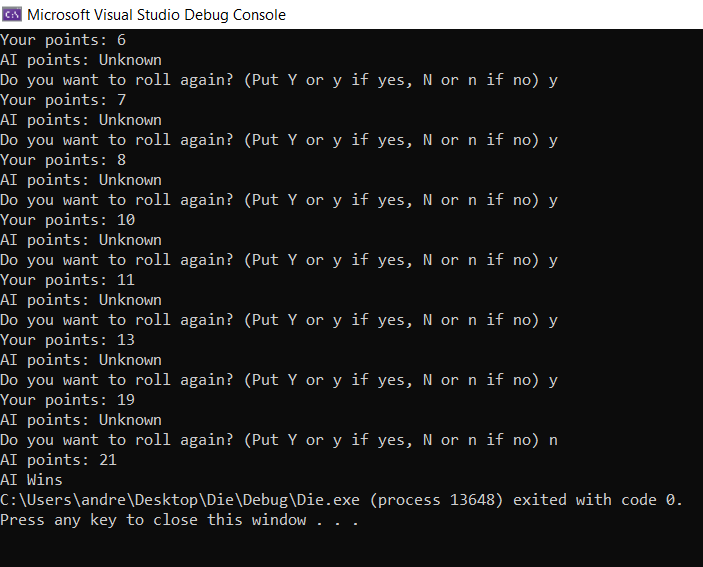 C:\ Microsoft Visual Studio Debug Console
Your points: 6
AI points: Unknown
Do you want to roll again? (Put Y or y if yes, N or n if no) y
Your points: 7
AI points: Unknown
Do you want to roll again? (Put Y or y if yes, N or n if no) y
Your points: 8
AI points: Unknown
Do you want to roll again? (Put Y or y if yes, N or n if no) y
Your points: 10
AI points: Unknown
Do you want to roll again? (Put Y or y if yes, N or n if no) y
Your points: 11
AI points: Unknown
Do you want to roll again? (Put Y or y if yes, N or n if no) y
Your points: 13
AI points: Unknown
Do you want to roll again? (Put Y or y if yes, N or n if no) y
Your points: 19
AI points: Unknown
Do you want to roll again? (Put Y or y if yes, N or n if no) n
AI points: 21
AI Wins
C:\Users\andre\Desktop\Die\Debug\Die.exe (process 13648) exited with code 0.
Press any key to close this window . . .